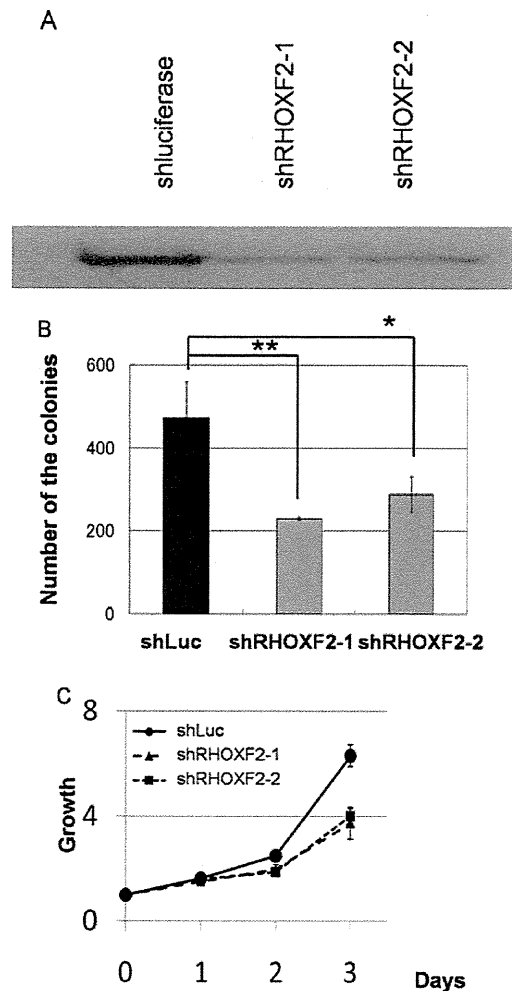 A
shluciferase
shRHOXF2-1
shRHOXF2-2
B
Number of the colonies
600
400
200
0
**
*
shLuc
shRHOXF2-1
shRHOXF2-2
C
Growth
8
4
0
shLuc
shRHOXF2-1
shRHOXF2-2
0 1 2 3
Days